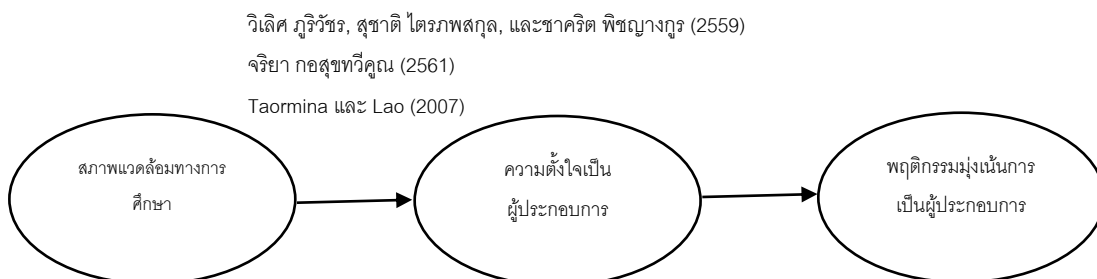 วิเลิศ ภูริวัชร, สุชาติ ไตรภพสกุล, และชาคริต พิชญางกูร (2559)
จริยา กอสุขทวีคูณ (2561)
Taormina และ Lao (2007)
สภาพแวดล้อมทางการ
ศึกษา
ความตั้งใจเป็น
ผู้ประกอบการ
พฤติกรรมมุ่งเน้นการ
เป็นผู้ประกอบการ